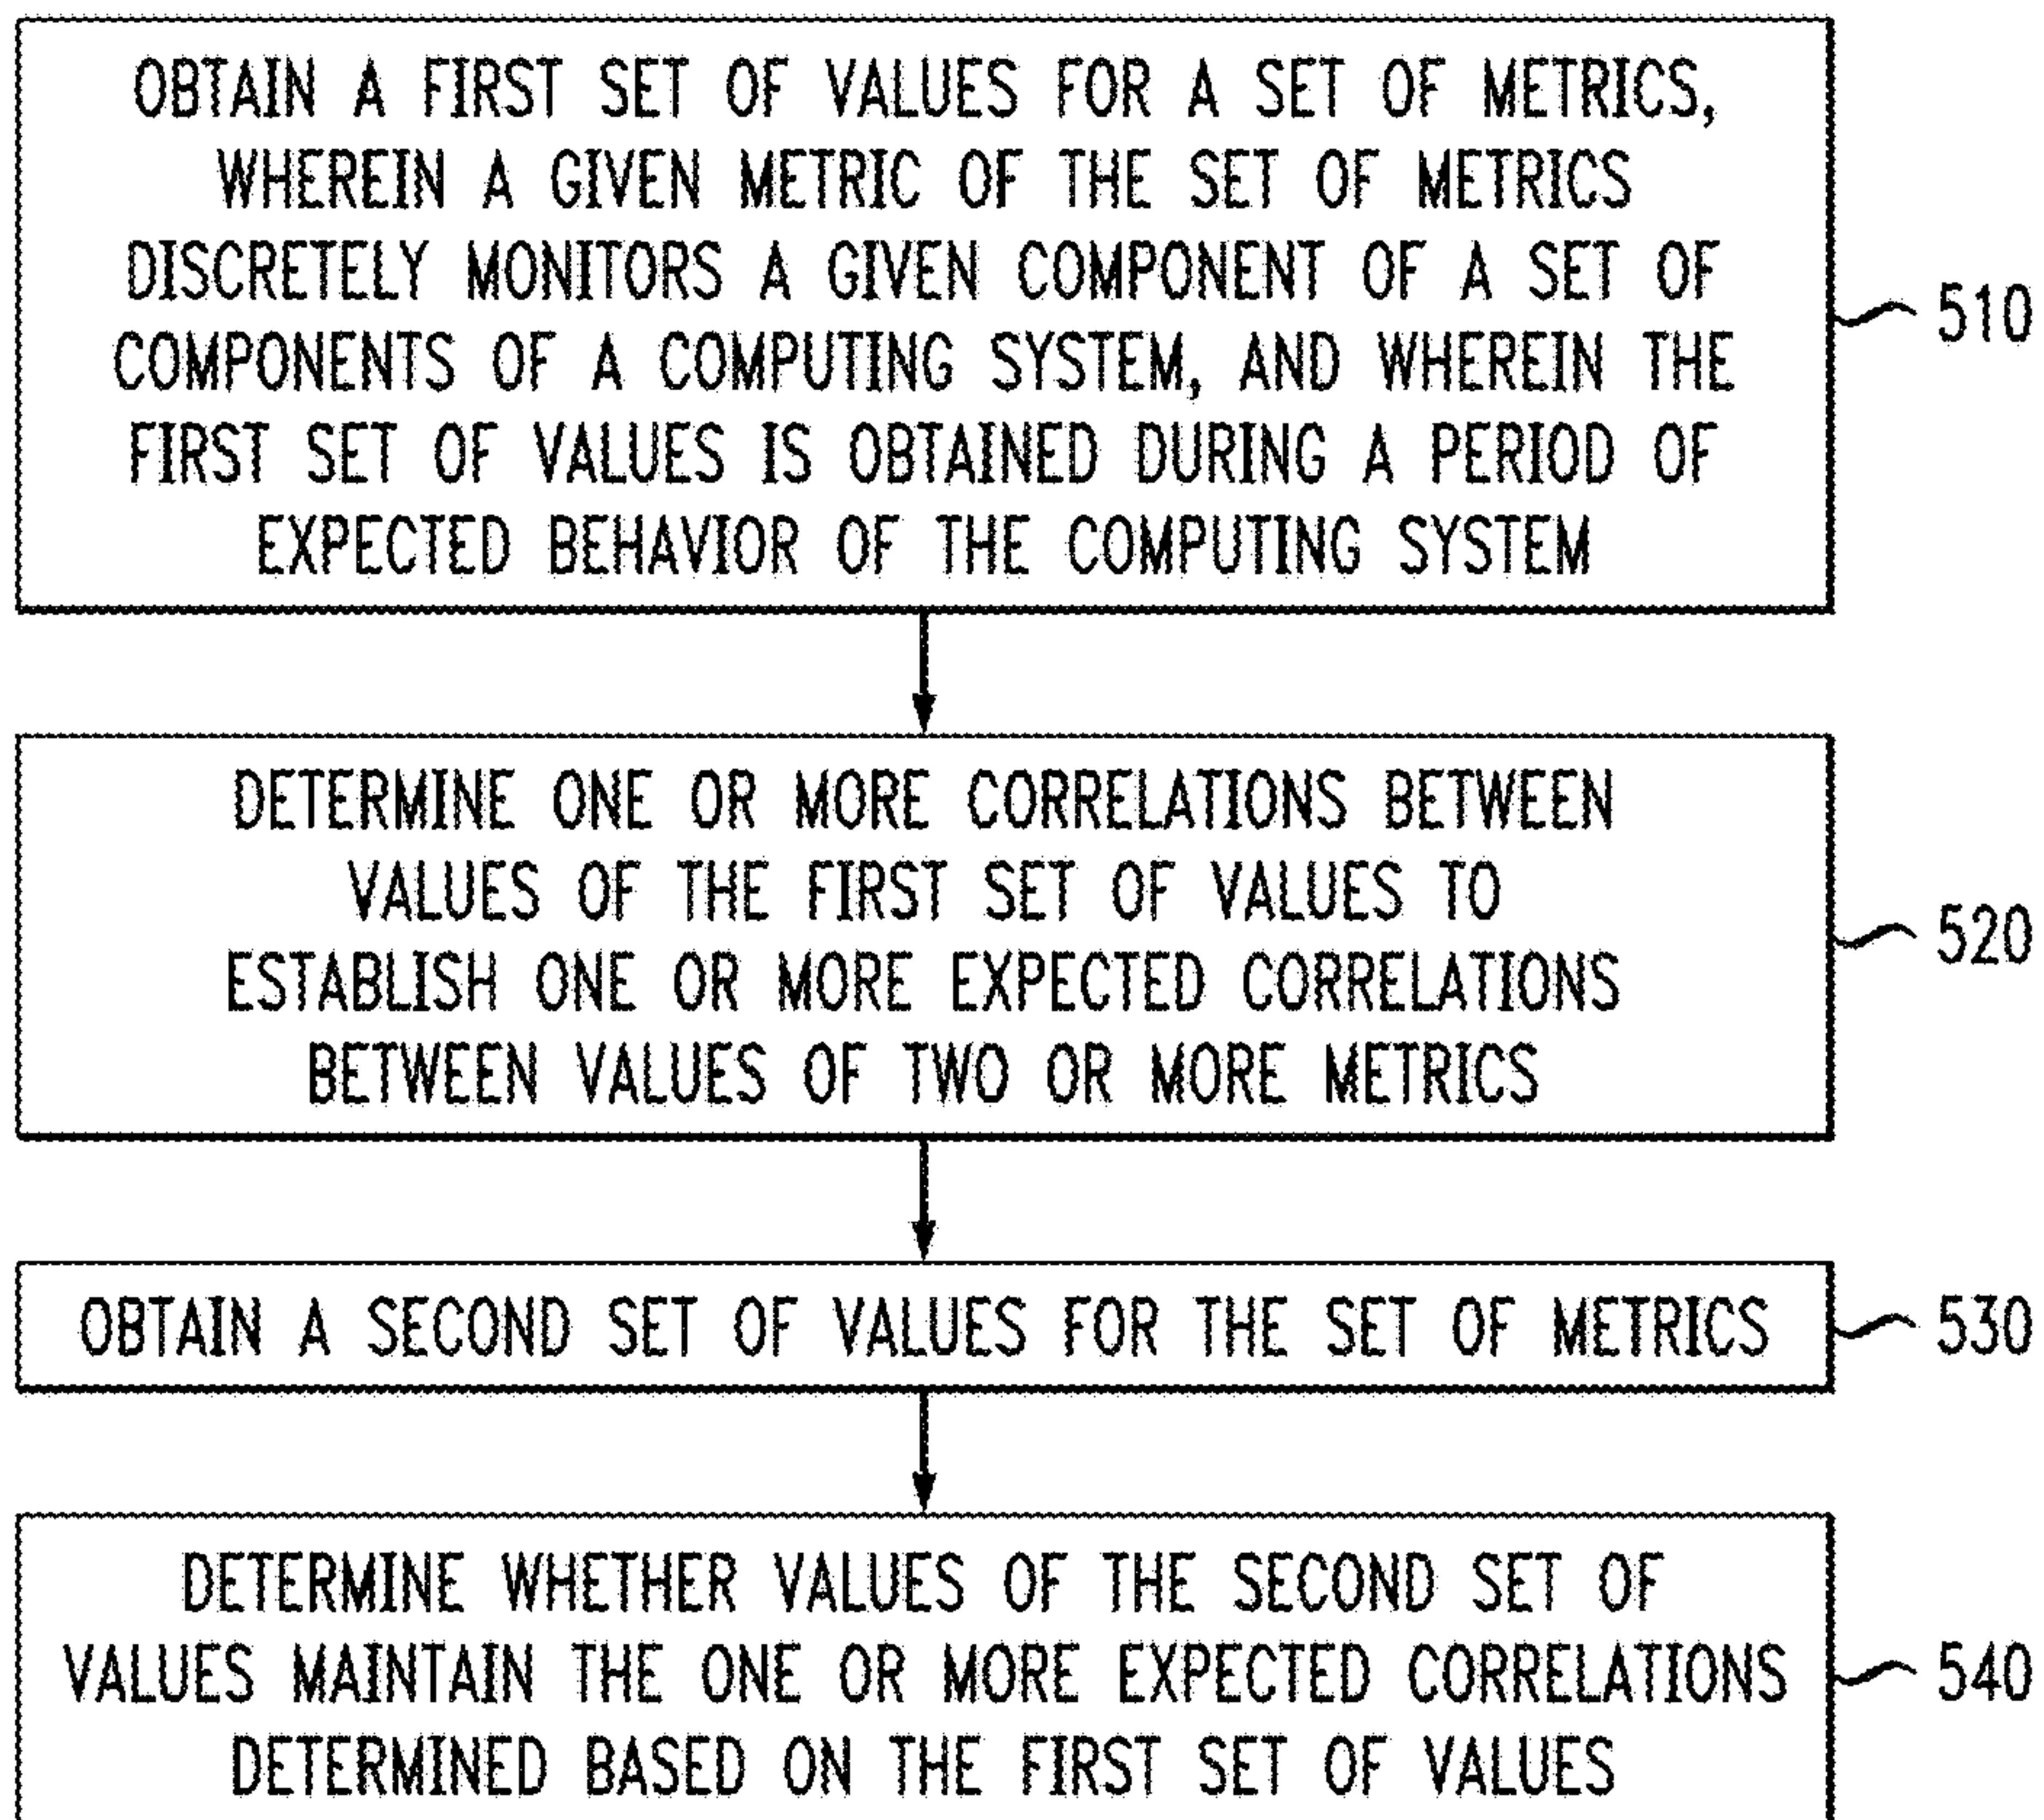 OBTAIN A FIRST SET OF VALUES FOR A SET OF METRICS,
WHEREIN A GIVEN METRIC OF THE SET OF METRICS
DISCRETELY MONITORS A GIVEN COMPONENT OF A SET OF
COMPONENTS OF A COMPUTING SYSTEM, AND WHEREIN THE
FIRST SET OF VALUES IS OBTAINED DURING A PERIOD OF
EXPECTED BEHAVIOR OF THE COMPUTING SYSTEM
510
DETERMINE ONE OR MORE CORRELATIONS BETWEEN
VALUES OF THE FIRST SET OF VALUES TO
ESTABLISH ONE OR MORE EXPECTED CORRELATIONS
BETWEEN VALUES OF TWO OR MORE METRICS
520
OBTAIN A SECOND SET OF VALUES FOR THE SET OF METRICS
530
DETERMINE WHETHER VALUES OF THE SECOND SET OF
VALUES MAINTAIN THE ONE OR MORE EXPECTED CORRELATIONS
DETERMINED BASED ON THE FIRST SET OF VALUES
540